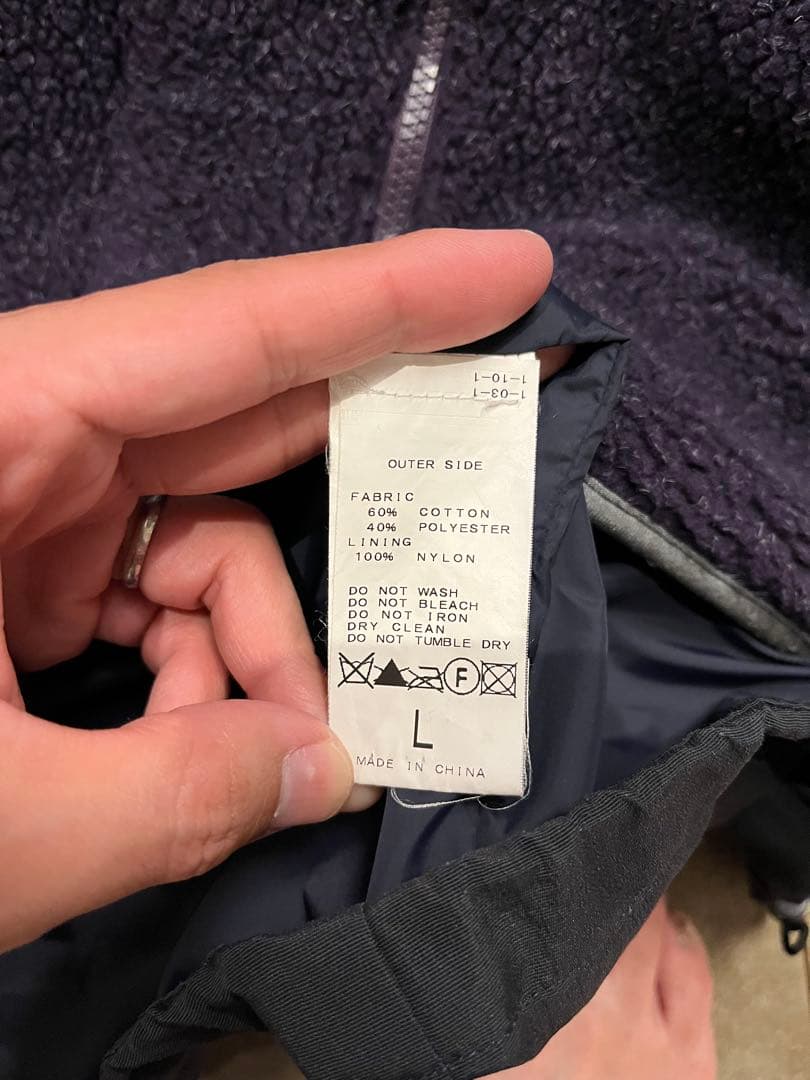 1-10-1
1-03-1
OUTER SIDE
FABRIC
60% COTTON
40% POLYESTER
LINING
100% NYLON
DO NOT WASH
DO NOT BLEACH
DO NOT IRON
DRY CLEAN
DO NOT TUMBLE DRY
F
L
MADE IN CHINA